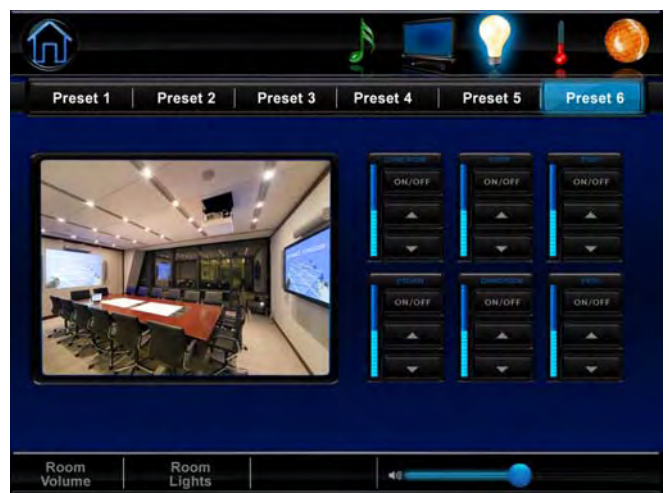 Preset 1
Preset 2
Preset 3
Preset 4
Preset 5
Preset 6
ON/OFF
ON/OFF
ON/OFF
ON/OFF
ON/OFF
ON/OFF
Room
Volume
Room
Lights